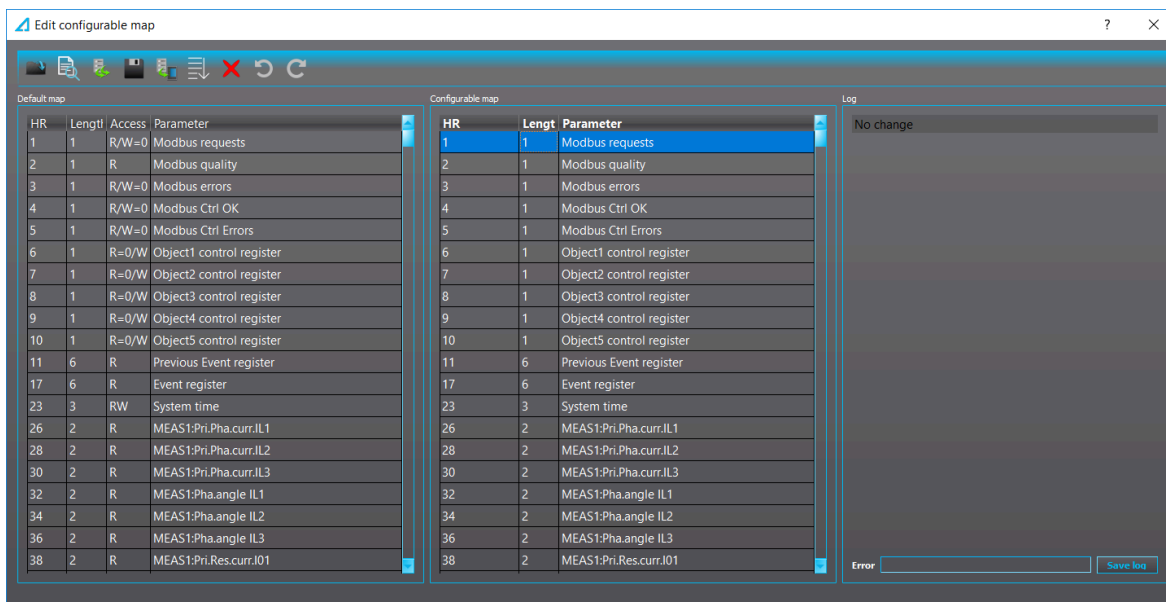 Edit configurable map ?
Default map Configurable map Log
HR Lengtl Access Parameter HR Lengt Parameter No change
1 1 R/W=0 Modbus requests 1 1 Modbus requests
2 1 R Modbus quality 2 1 Modbus quality
3 1 R/W=0 Modbus errors 3 1 Modbus errors
4 1 R/W=0 Modbus Ctrl OK 4 1 Modbus Ctrl OK
5 1 R/W=0 Modbus Ctrl Errors 5 1 Modbus Ctrl Errors
6 1 R=0/W Object1 control register 6 1 Object1 control register
7 1 R=0/W Object2 control register 7 1 Object2 control register
8 1 R=0/W Object3 control register 8 1 Object3 control register
9 1 R=0/W Object4 control register 9 1 Object4 control register
10 1 R=0/W Object5 control register 10 1 Object5 control register
11 6 R Previous Event register 11 6 Previous Event register
17 6 R Event register 17 6 Event register
23 3 RW System time 23 3 System time
26 2 R MEAS1:Pri.Pha.curr.IL1 26 2 MEAS1:Pri.Pha.curr.IL1
28 2 R MEAS1:Pri.Pha.curr.IL2 28 2 MEAS1:Pri.Pha.curr.IL2
30 2 R MEAS1:Pri.Pha.curr.IL3 30 2 MEAS1:Pri.Pha.curr.IL3
32 2 R MEAS1:Pha.angle IL1 32 2 MEAS1:Pha.angle IL1
34 2 R MEAS1:Pha.angle IL2 34 2 MEAS1:Pha.angle IL2
36 2 R MEAS1:Pha.angle IL3 36 2 MEAS1:Pha.angle IL3
38 2 R MEAS1:Pri.Res.curr.I01 38 2 MEAS1:Pri.Res.curr.I01
Error Save log